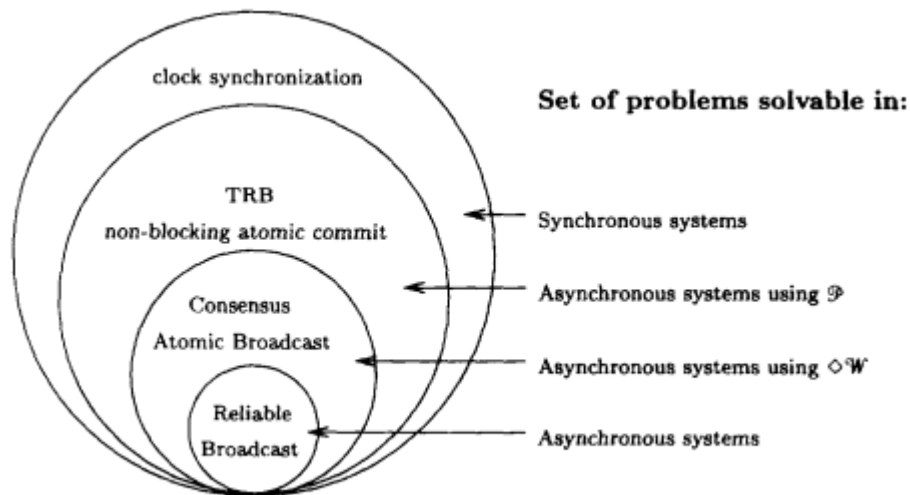 clock synchronization
Set of problems solvable in:
TRB
non-blocking atomic commit
Synchronous systems
Asynchronous systems using 𝒫
Consensus
Atomic Broadcast
Asynchronous systems using ◇𝒲
Reliable
Broadcast
Asynchronous systems